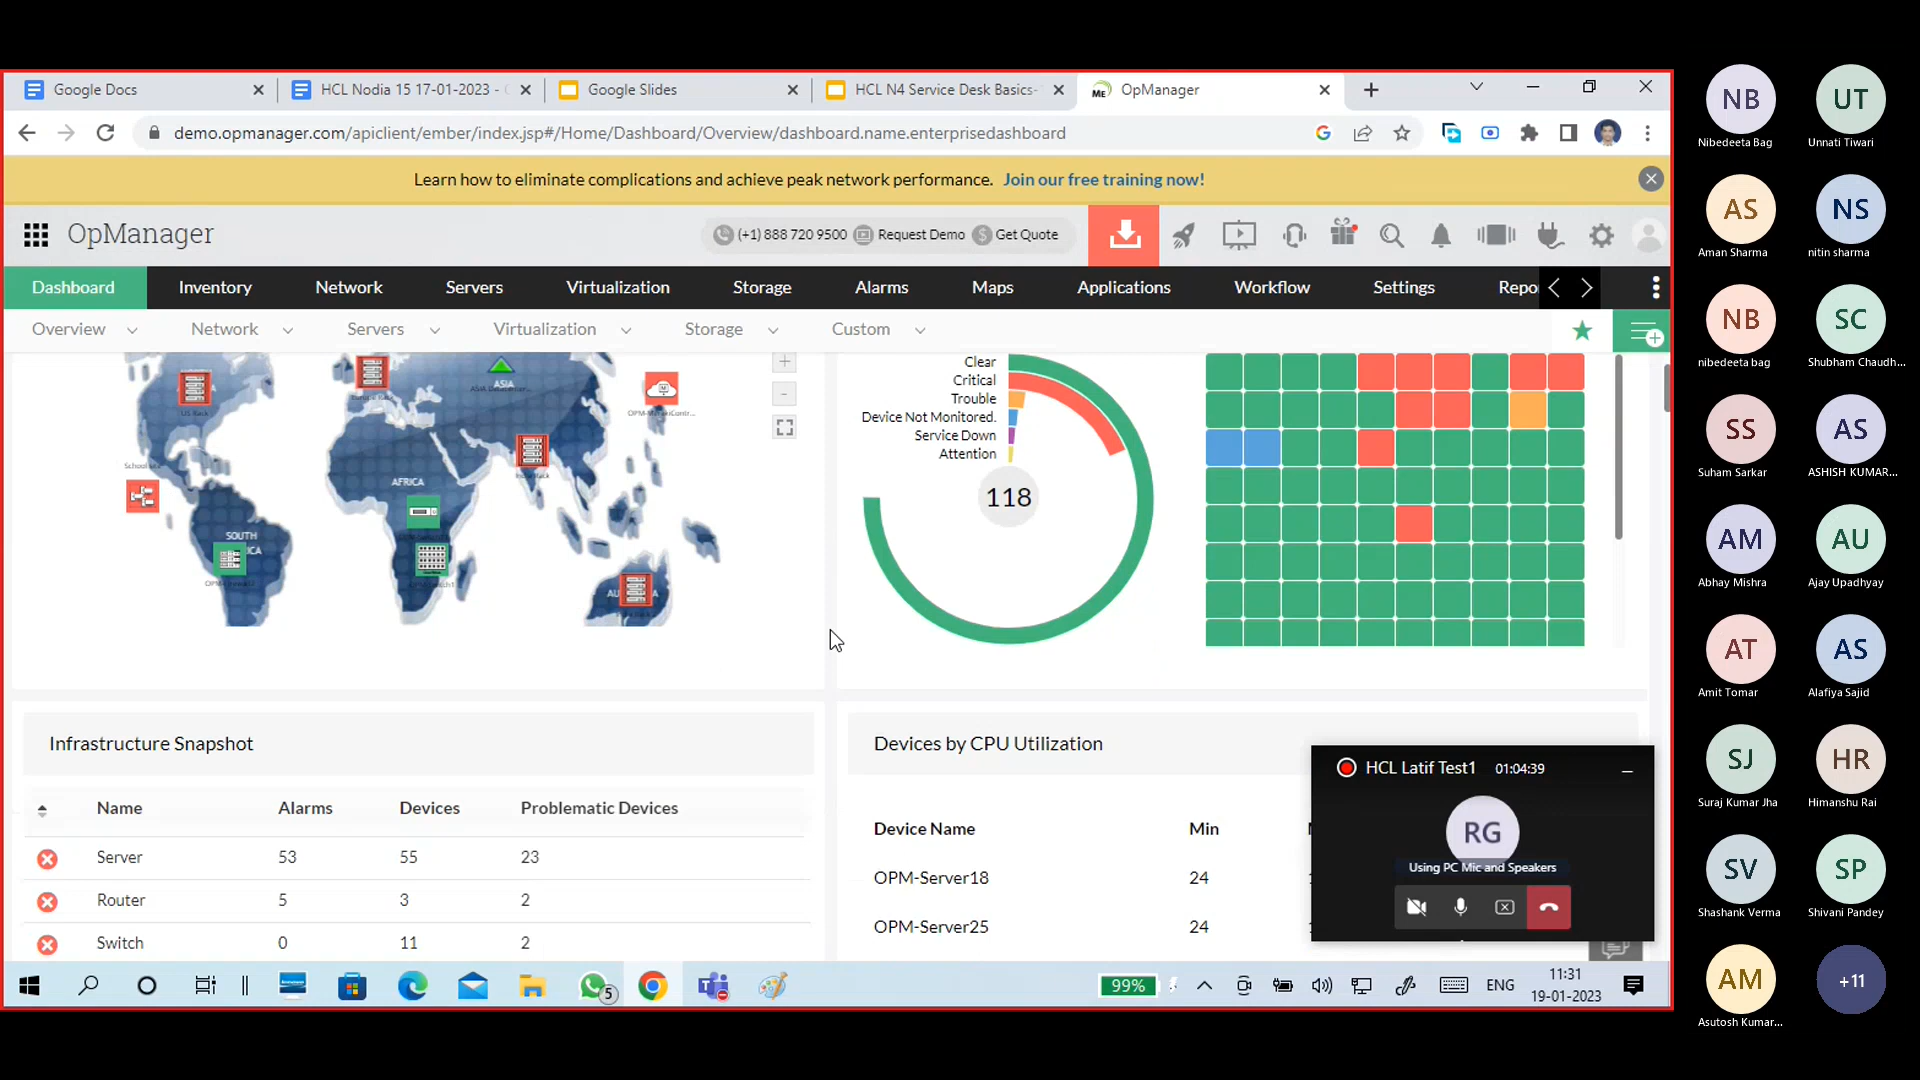 Google Docs
HCL Nodia 15 17-01-2023 -
Google Slides
HCL N4 Service Desk Basics-
OpManager
demo.opmanager.com/apiclient/ember/index.jsp#/Home/Dashboard/Overview/dashboard.name.enterprisedashboard
Learn how to eliminate complications and achieve peak network performance. Join our free training now!
OpManager
(+1) 888 720 9500 Request Demo Get Quote
Dashboard Inventory Network Servers Virtualization Storage Alarms Maps Applications Workflow Settings Repo
Overview Network Servers Virtualization Storage Custom
ASIA
US Rack
Europe Rack
AFRICA
SOUTH
ICA
AU A
+
-
Clear
Critical
Trouble
Device Not Monitored.
Service Down
Attention
118
Infrastructure Snapshot
Name Alarms Devices Problematic Devices
Server 53 55 23
Router 5 3 2
Switch 0 11 2
Devices by CPU Utilization
Device Name Min
OPM-Server18 24
OPM-Server25 24
HCL Latif Test1 01:04:39
RG
Using PC Mic and Speakers
5
99%
ENG
11:31
19-01-2023
NB
Nibedeeta Bag
UT
Unnati Tiwari
AS
Aman Sharma
NS
nitin sharma
NB
nibedeeta bag
SC
Shubham Chaudh...
SS
Suham Sarkar
AS
ASHISH KUMAR...
AM
Abhay Mishra
AU
Ajay Upadhyay
AT
Amit Tomar
AS
Alafiya Sajid
SJ
Suraj Kumar Jha
HR
Himanshu Rai
SV
Shashank Verma
SP
Shivani Pandey
AM
Asutosh Kumar...
+11